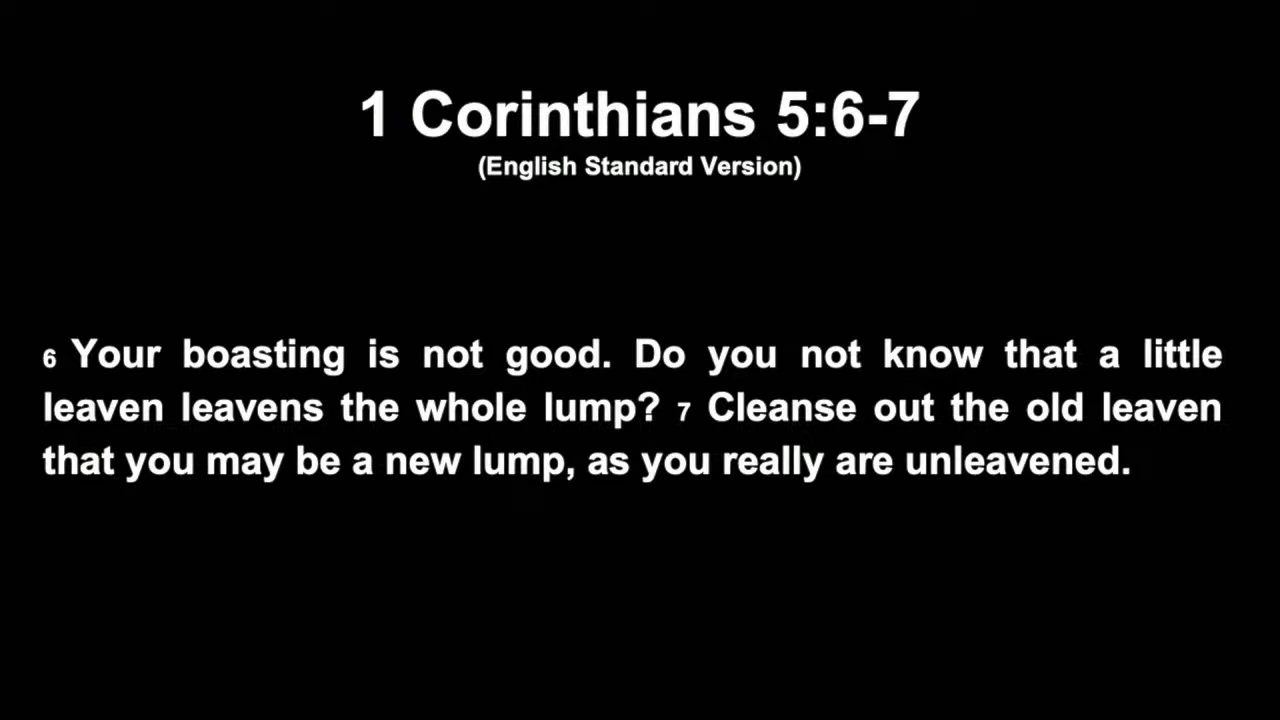 1 Corinthians 5:6-7
(English Standard Version)
6 Your boasting is not good. Do you not know that a little
leaven leavens the whole lump? 7 Cleanse out the old leaven
that you may be a new lump, as you really are unleavened.